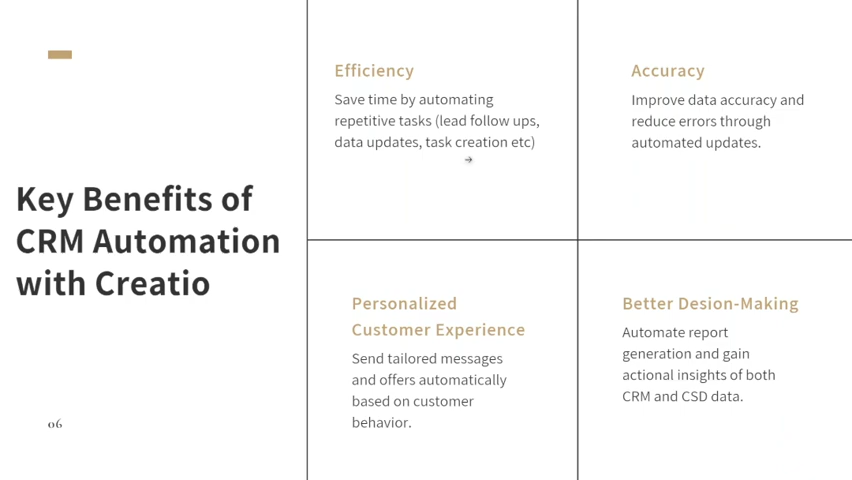 Key Benefits of
CRM Automation
with Creatio
06
Efficiency
Save time by automating
repetitive tasks (lead follow ups,
data updates, task creation etc)
Accuracy
Improve data accuracy and
reduce errors through
automated updates.
Personalized
Customer Experience
Send tailored messages
and offers automatically
based on customer
behavior.
Better Desion-Making
Automate report
generation and gain
actional insights of both
CRM and CSD data.